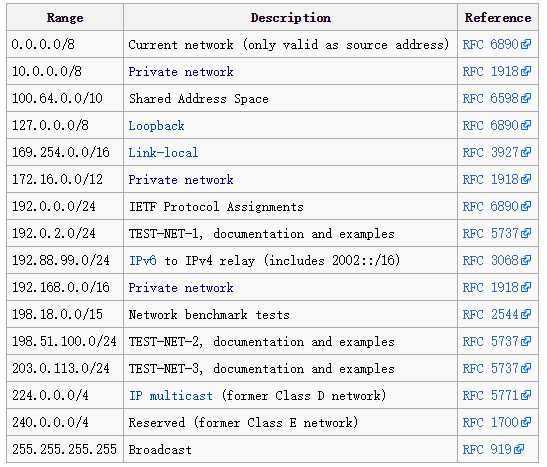 Range Description Reference
0.0.0.0/8 Current network (only valid as source address) RFC 6890
10.0.0.0/8 Private network RFC 1918
100.64.0.0/10 Shared Address Space RFC 6598
127.0.0.0/8 Loopback RFC 6890
169.254.0.0/16 Link-local RFC 3927
172.16.0.0/12 Private network RFC 1918
192.0.0.0/24 IETF Protocol Assignments RFC 6890
192.0.2.0/24 TEST-NET-1, documentation and examples RFC 5737
192.88.99.0/24 IPv6 to IPv4 relay (includes 2002::/16) RFC 3068
192.168.0.0/16 Private network RFC 1918
198.18.0.0/15 Network benchmark tests RFC 2544
198.51.100.0/24 TEST-NET-2, documentation and examples RFC 5737
203.0.113.0/24 TEST-NET-3, documentation and examples RFC 5737
224.0.0.0/4 IP multicast (former Class D network) RFC 5771
240.0.0.0/4 Reserved (former Class E network) RFC 1700
255.255.255.255 Broadcast RFC 919